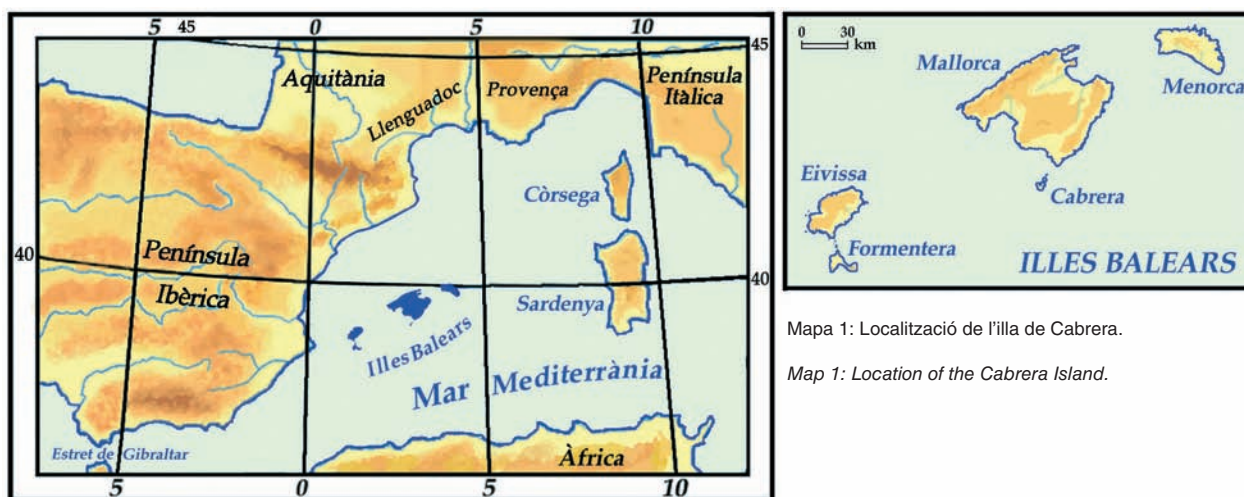 5 45 0 5 10
45
Aquitània
Llenguadoc
Provença
Península
Itàlica
Còrsega
40
Península
Ibèrica
Sardenya
40
Illes Balears
Mar Mediterrània
Estret de Gibraltar
Àfrica
5 0 5 10
0 30
km
Mallorca
Menorca
Eivissa
Cabrera
Formentera
ILLES BALEARS
Mapa 1: Localització de l'illa de Cabrera.
Map 1: Location of the Cabrera Island.